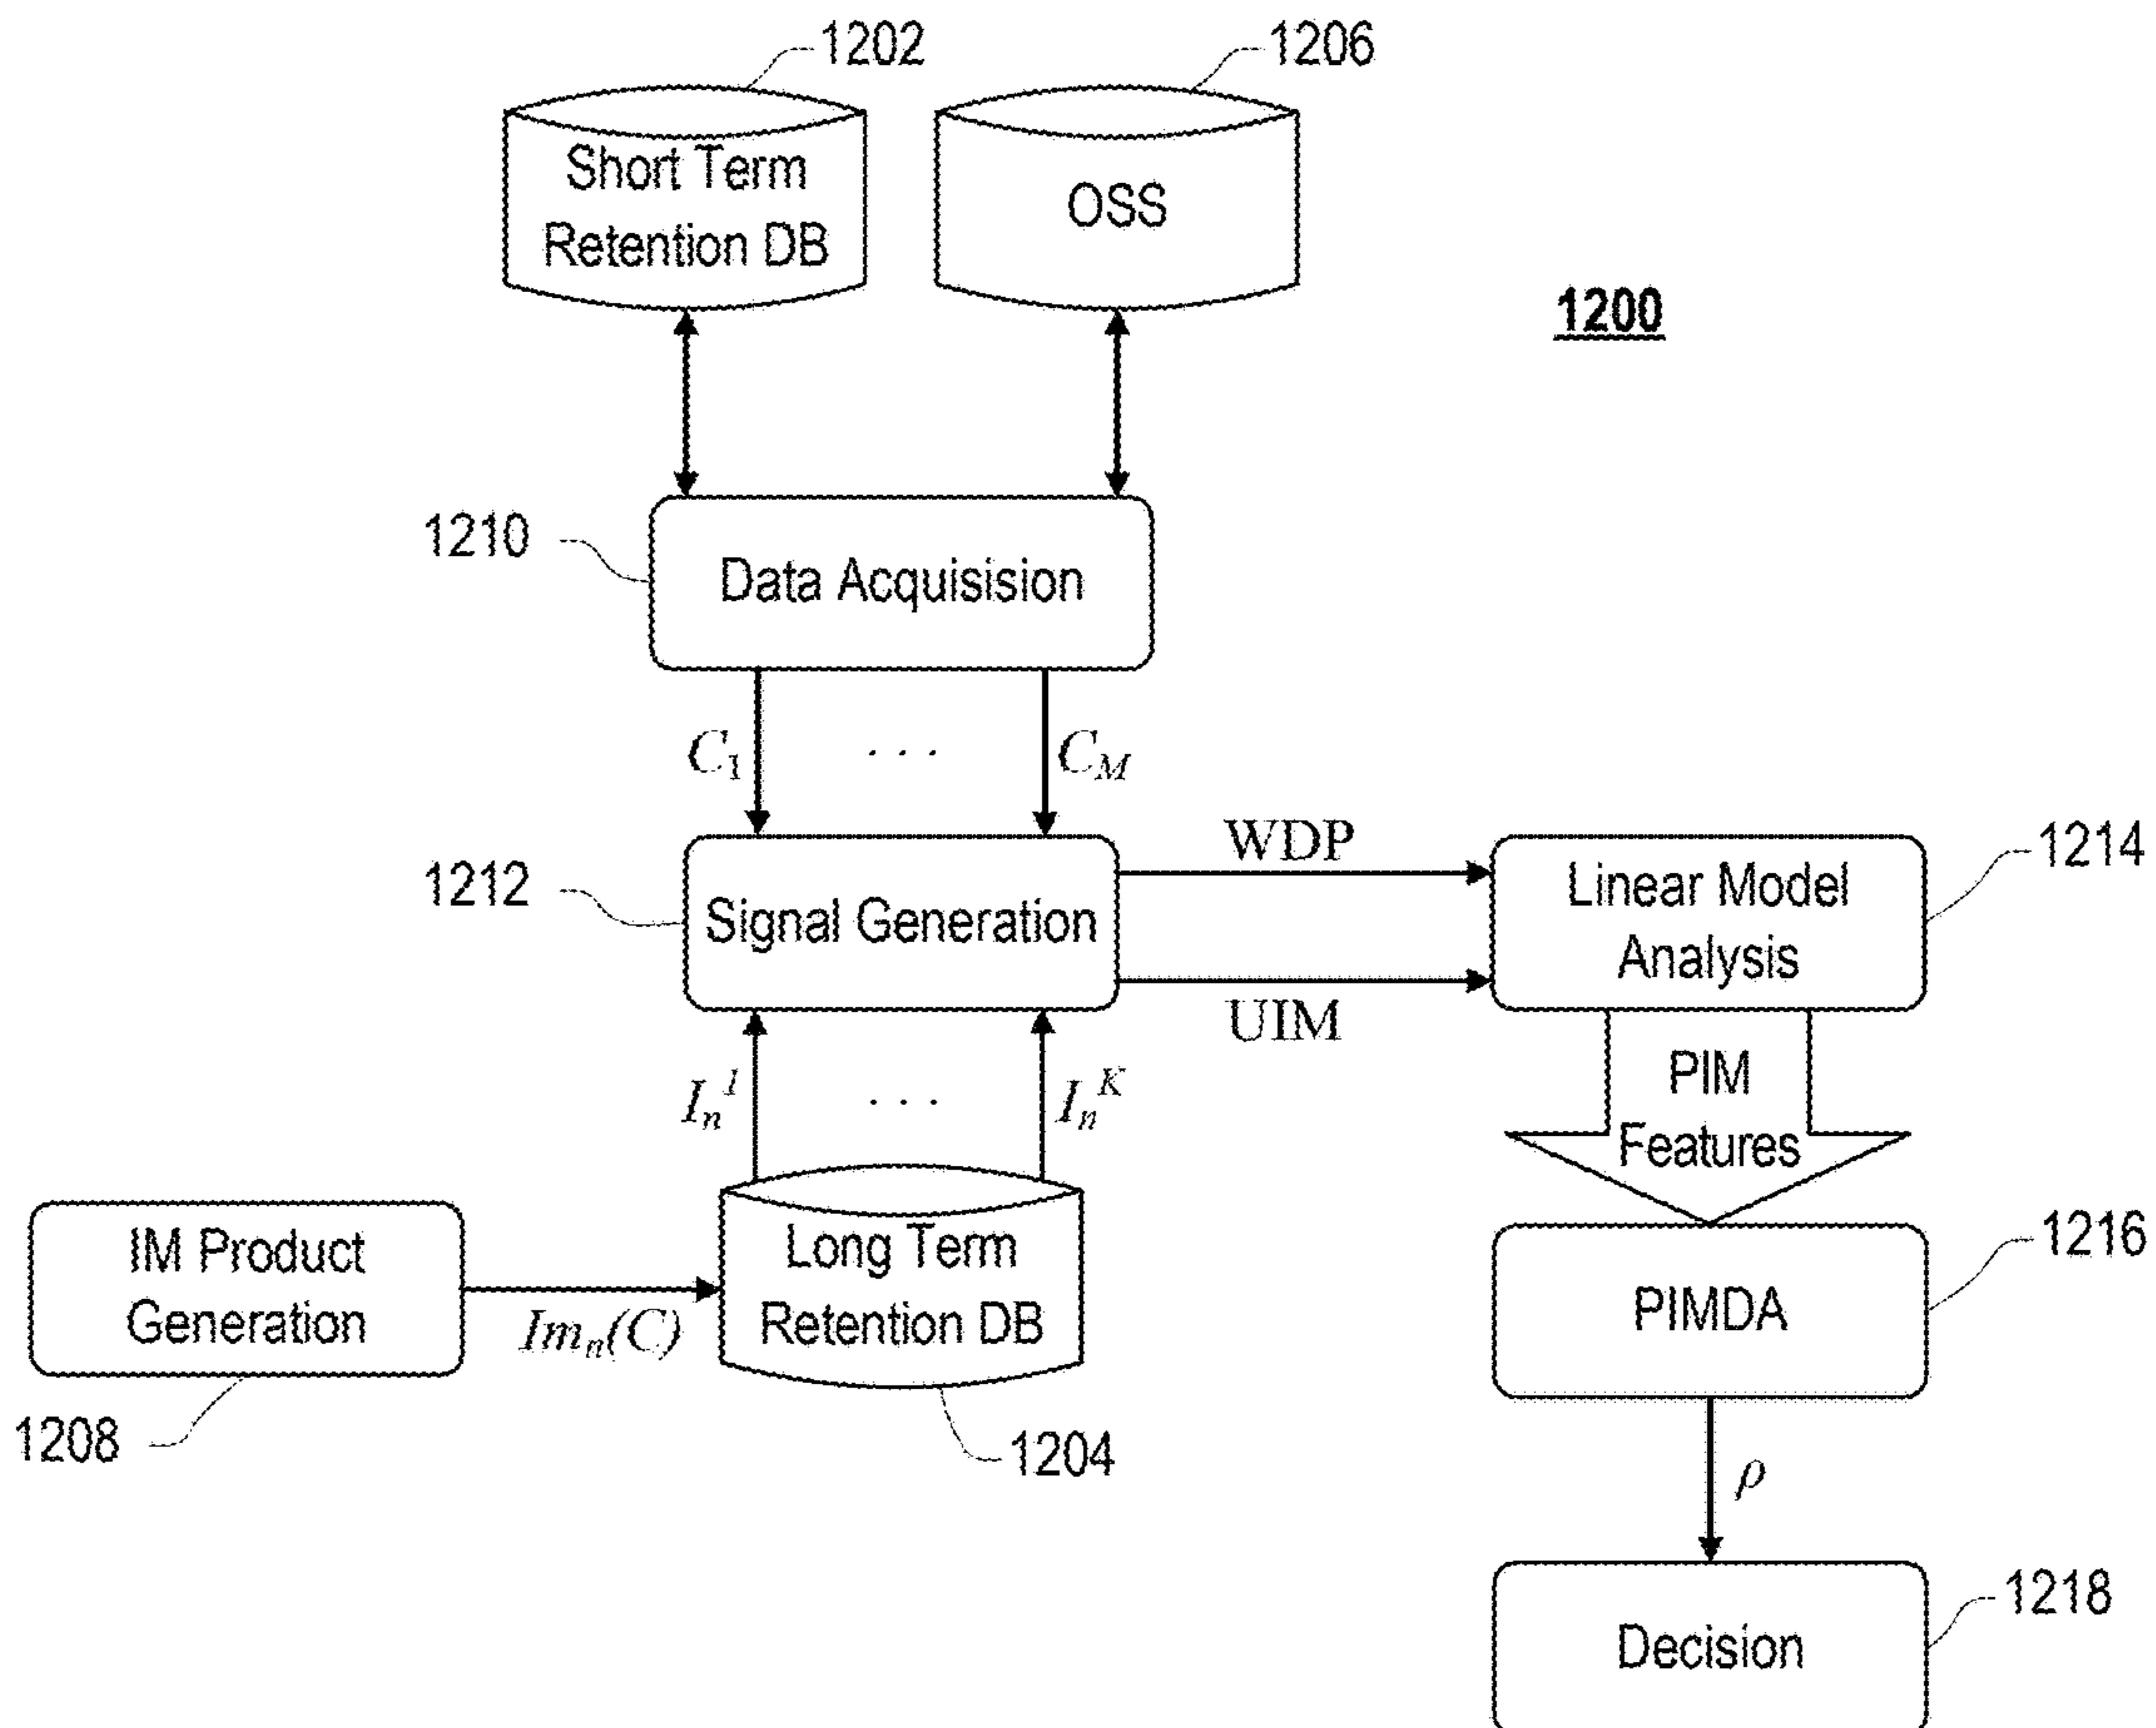 1202
1206
Short Term
Retention DB
OSS
1200
1210
Data Acquisision
C1
. . .
CM
WDP
1214
1212
Signal Generation
Linear Model
Analysis
UIM
PIM
Features
In1
. . .
InK
IM Product
Generation
Imn(C)
Long Term
Retention DB
1216
PIMDA
1208
1204
ρ
1218
Decision